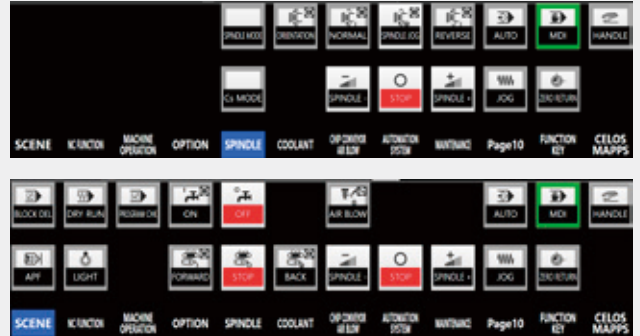 SPINDLE MODE ORIENTATION NORMAL SPINDLE JOG REVERSE AUTO MDI HANDLE
Cs MODE SPINDLE - STOP SPINDLE + JOG ZERO RETURN
SCENE NC FUNCTION MACHINE OPERATION OPTION SPINDLE COOLANT CHIP CONVEYOR AIR BLOW AUTOMATION SYSTEM MAINTENANCE Page10 FUNCTION KEY CELOS MAPPS
BLOCK DEL DRY RUN PROGRAM CHK ON OFF AIR BLOW AUTO MDI HANDLE
APF LIGHT FORWARD STOP BACK SPINDLE - STOP SPINDLE + JOG ZERO RETURN
SCENE NC FUNCTION MACHINE OPERATION OPTION SPINDLE COOLANT CHIP CONVEYOR AIR BLOW AUTOMATION SYSTEM MAINTENANCE Page10 FUNCTION KEY CELOS MAPPS